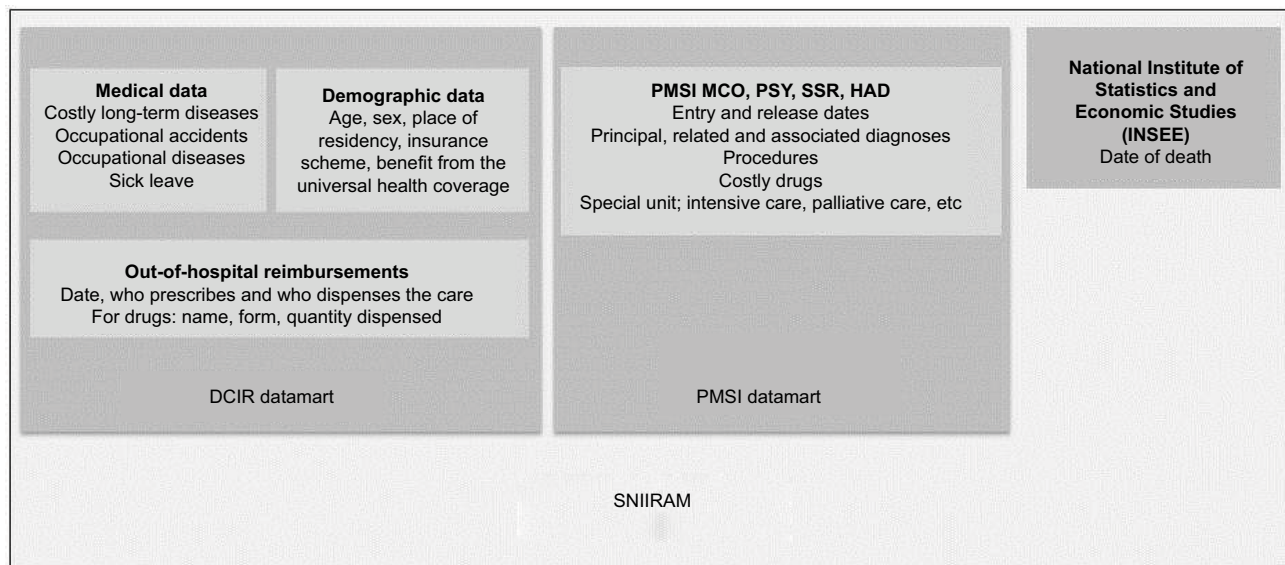 Medical data
Costly long-term diseases
Occupational accidents
Occupational diseases
Sick leave
Demographic data
Age, sex, place of
residency, insurance
scheme, benefit from the
universal health coverage
Out-of-hospital reimbursements
Date, who prescribes and who dispenses the care
For drugs: name, form, quantity dispensed
DCIR datamart
PMSI MCO, PSY, SSR, HAD
Entry and release dates
Principal, related and associated diagnoses
Procedures
Costly drugs
Special unit; intensive care, palliative care, etc
PMSI datamart
National Institute of
Statistics and
Economic Studies
(INSEE)
Date of death
SNIIRAM